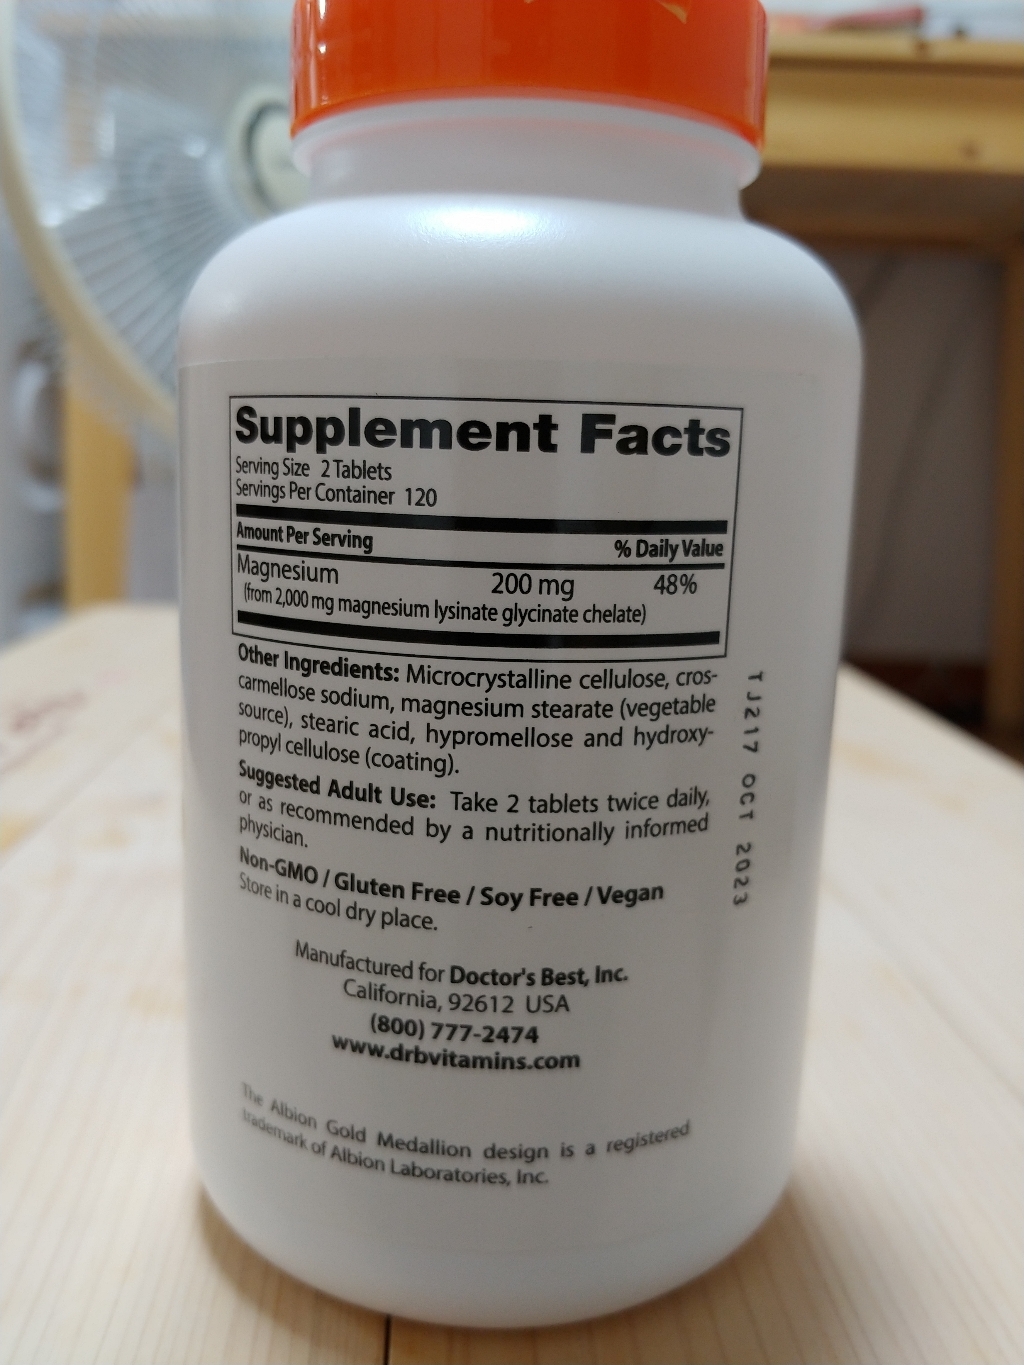 Supplement Facts
Serving Size 2 Tablets
Servings Per Container 120
Amount Per Serving % Daily Value
Magnesium 200 mg 48%
(from 2,000 mg magnesium lysinate glycinate chelate)
Other Ingredients: Microcrystalline cellulose, cros-
carmellose sodium, magnesium stearate (vegetable
source), stearic acid, hypromellose and hydroxy-
propyl cellulose (coating).
Suggested Adult Use: Take 2 tablets twice daily,
or as recommended by a nutritionally informed
physician.
Non-GMO / Gluten Free / Soy Free / Vegan
Store in a cool dry place.
Manufactured for Doctor's Best, Inc.
California, 92612 USA
(800) 777-2474
www.drbvitamins.com
The Albion Gold Medallion design is a registered
trademark of Albion Laboratories, Inc.
TJ217 OCT 2023